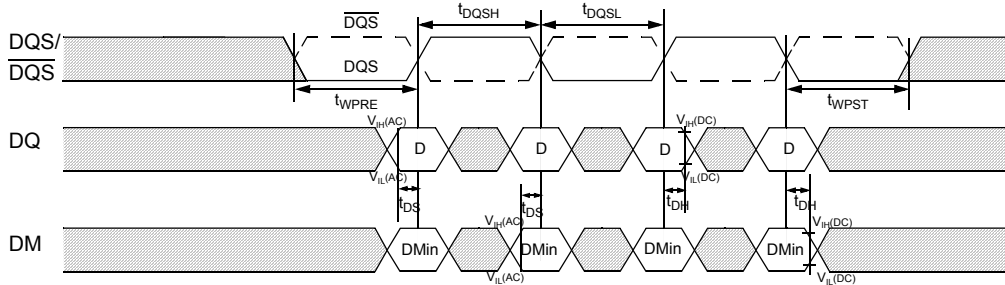 DQS/
DQS
DQS
DQS
tDQSH
tDQSL
tWPRE
tWPST
DQ
VIH(AC)
VIL(AC)
D
D
D
D
VIH(DC)
VIL(DC)
tDS
tDS
tDH
tDH
DM
VIH(AC)
VIL(AC)
DMin
DMin
DMin
DMin
VIH(DC)
VIL(DC)